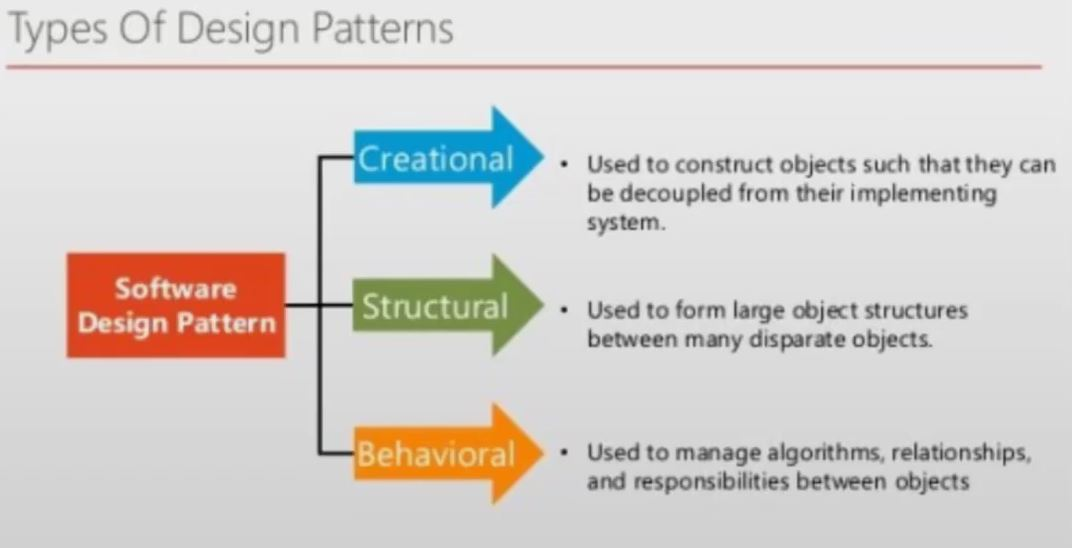 Types Of Design Patterns
Software
Design Pattern
Creational
• Used to construct objects such that they can
be decoupled from their implementing
system.
Structural
• Used to form large object structures
between many disparate objects.
Behavioral
• Used to manage algorithms, relationships,
and responsibilities between objects